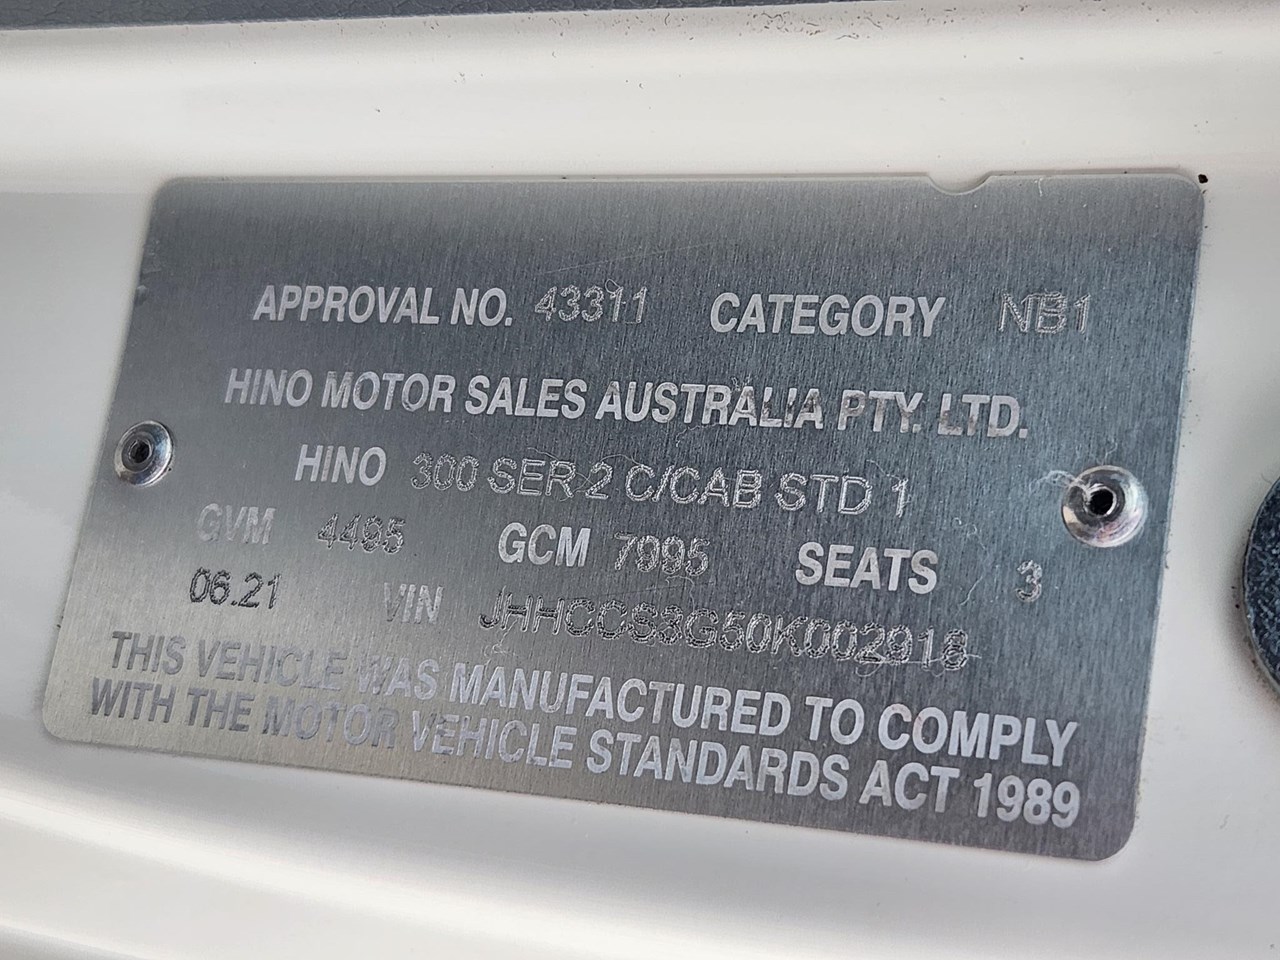 APPROVAL NO. 43311 CATEGORY NB1
HINO MOTOR SALES AUSTRALIA PTY. LTD.
HINO 300 SER 2 C/CAB STD 1
GVM 4495 GCM 7995 SEATS 3
06.21 VIN JHHCCS3G50K002918
THIS VEHICLE WAS MANUFACTURED TO COMPLY
WITH THE MOTOR VEHICLE STANDARDS ACT 1989